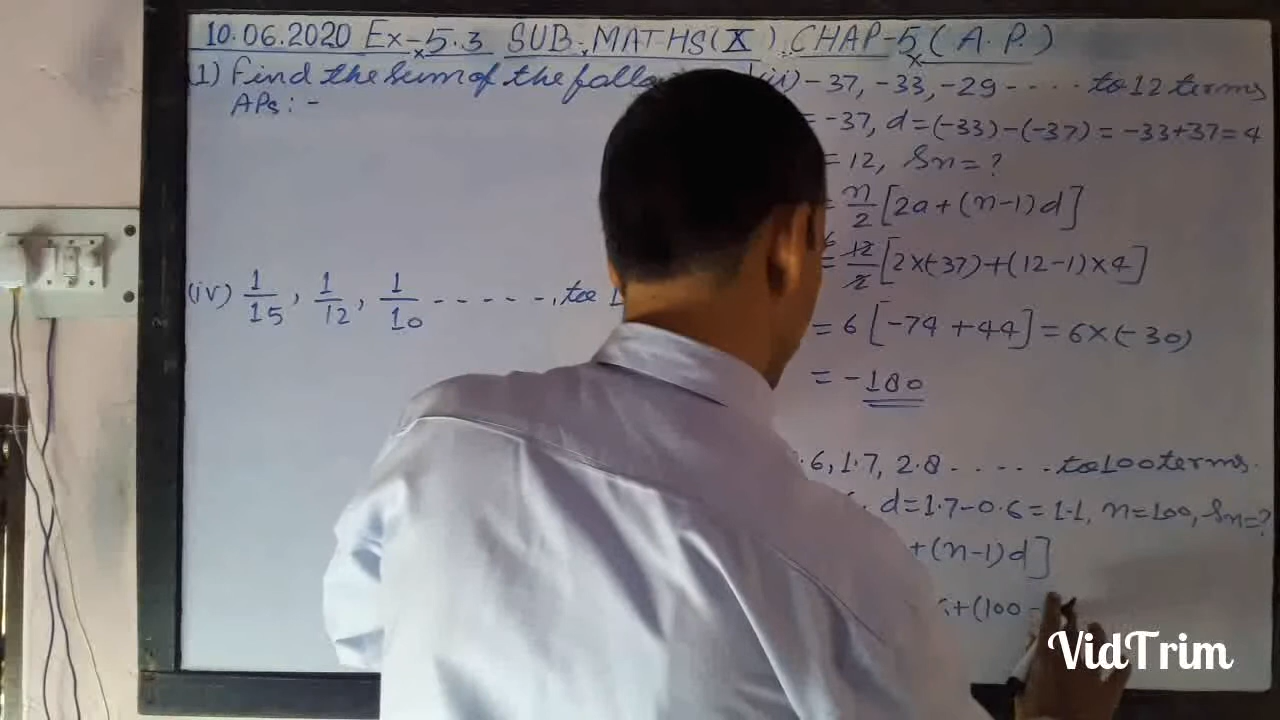 10.06.2020 Ex-5.3 SUB-MATHS(X) CHAP-5(A.P.)
1) Find the sum of the
APs:-
(iv) 1/15, 1/12, 1/10 -----, to
(ii) -37, -33, -29 ---- to 12 terms
= -37, d=(-33)-(-37) = -33+37=4
= 12, Sn=?
= n/2 [2a+(n-1)d]
6
= 12/2 [2×(-37)+(12-1)×4]
= 6 [-74+44] = 6×(-30)
= -180
.6, 1.7, 2.8 ..... to 100 terms.
d=1.7-0.6=1.1, n=100, Sn=?
+(n-1)d]
+(100-
VidTrim